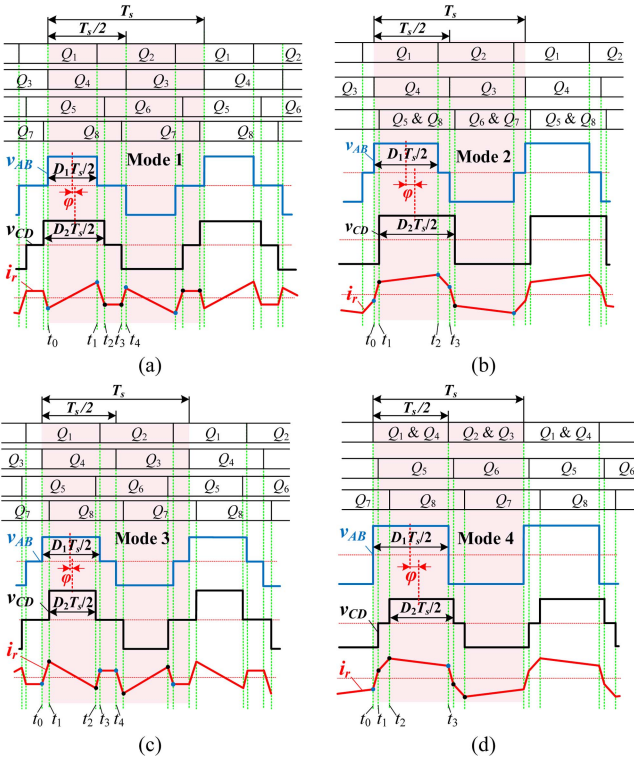 T_s
T_s/2
Q_1 Q_2 Q_1 Q_2
Q_3 Q_4 Q_3 Q_4
Q_5 Q_6 Q_5 Q_6
Q_7 Q_8 Q_7 Q_8
v_AB
D_1T_s/2
Mode 1
φ
v_CD
D_2T_s/2
i_r
t_0 t_1 t_2 t_3 t_4
(a)
T_s
T_s/2
Q_1 Q_2 Q_1 Q_2
Q_3 Q_4 Q_3 Q_4
Q_5 & Q_8 Q_6 & Q_7 Q_5 & Q_8
v_AB
D_1T_s/2
Mode 2
φ
v_CD
D_2T_s/2
i_r
t_0 t_1 t_2 t_3
(b)
T_s
T_s/2
Q_1 Q_2 Q_1 Q_2
Q_3 Q_4 Q_3 Q_4
Q_5 Q_6 Q_5 Q_6
Q_7 Q_8 Q_7 Q_8
v_AB
D_1T_s/2
Mode 3
φ
v_CD
D_2T_s/2
i_r
t_0 t_1 t_2 t_3 t_4
(c)
T_s
T_s/2
Q_1 & Q_4 Q_2 & Q_3 Q_1 & Q_4
Q_5 Q_6 Q_5 Q_6
Q_7 Q_8 Q_7 Q_8
v_AB
D_1T_s/2
Mode 4
φ
v_CD
D_2T_s/2
i_r
t_0 t_1 t_2 t_3
(d)